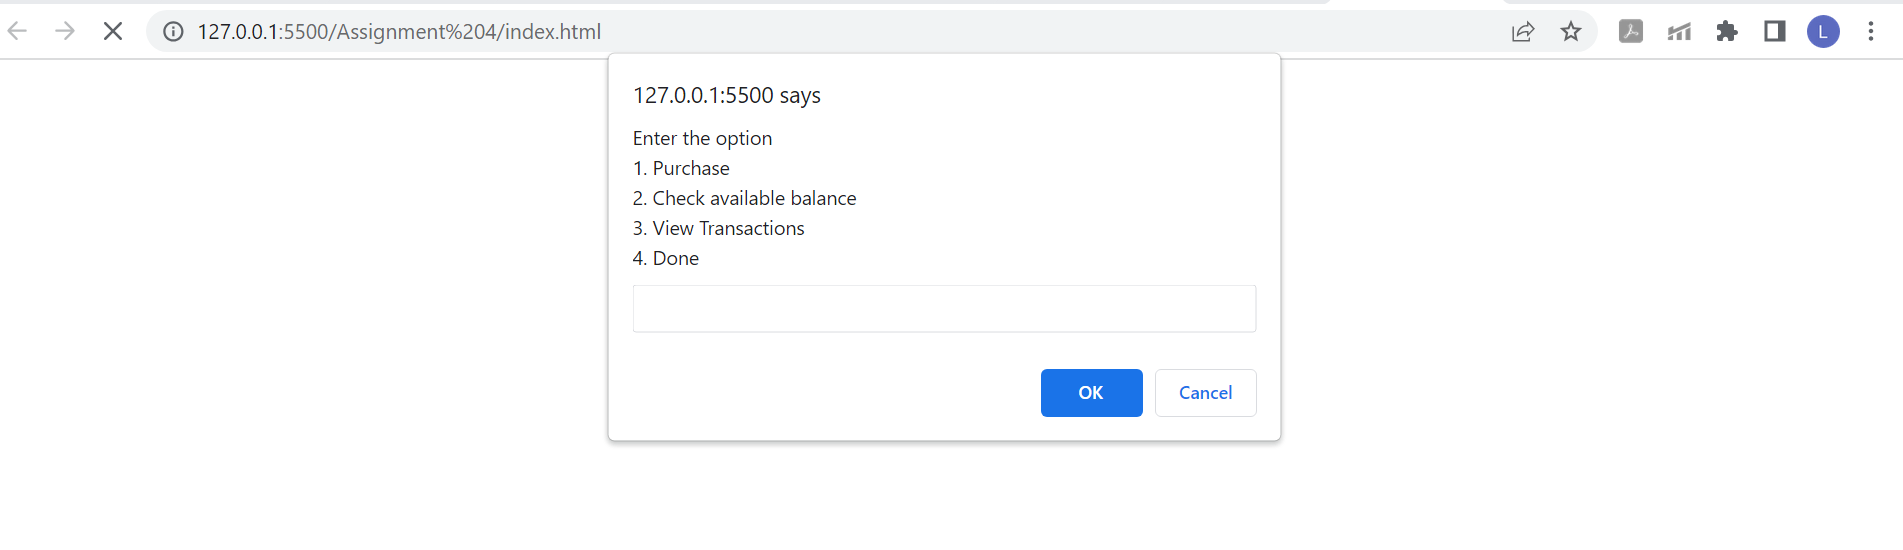 127.0.0.1:5500/Assignment%204/index.html
L
127.0.0.1:5500 says
Enter the option
1. Purchase
2. Check available balance
3. View Transactions
4. Done
OK
Cancel